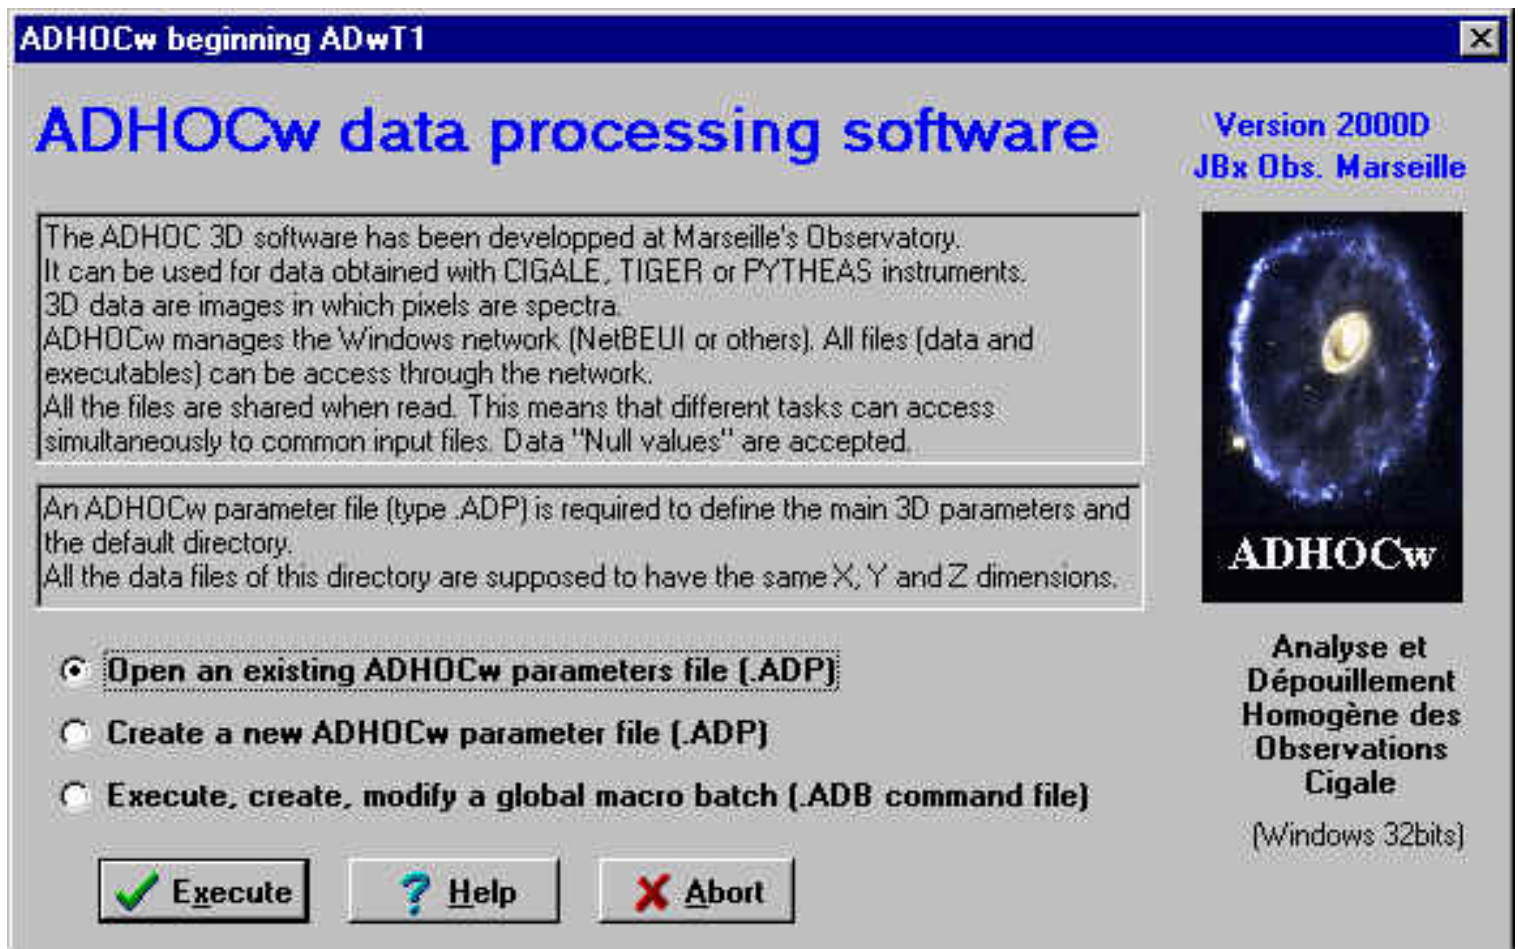 ADHOCw beginning ADwT1
ADHOCw data processing software
Version 2000D
JBx Obs. Marseille
The ADHOC 3D software has been developped at Marseille's Observatory.
It can be used for data obtained with CIGALE, TIGER or PYTHEAS instruments.
3D data are images in which pixels are spectra.
ADHOCw manages the Windows network (NetBEUI or others). All files (data and
executables) can be access through the network.
All the files are shared when read. This means that different tasks can access
simultaneously to common input files. Data "Null values" are accepted.
An ADHOCw parameter file (type .ADP) is required to define the main 3D parameters and
the default directory.
All the data files of this directory are supposed to have the same X, Y and Z dimensions.
ADHOCw
Open an existing ADHOCw parameters file (.ADP)
Create a new ADHOCw parameter file (.ADP)
Execute, create, modify a global macro batch (.ADB command file)
Analyse et
Dépouillement
Homogène des
Observations
Cigale
(Windows 32bits)
Execute
Help
Abort